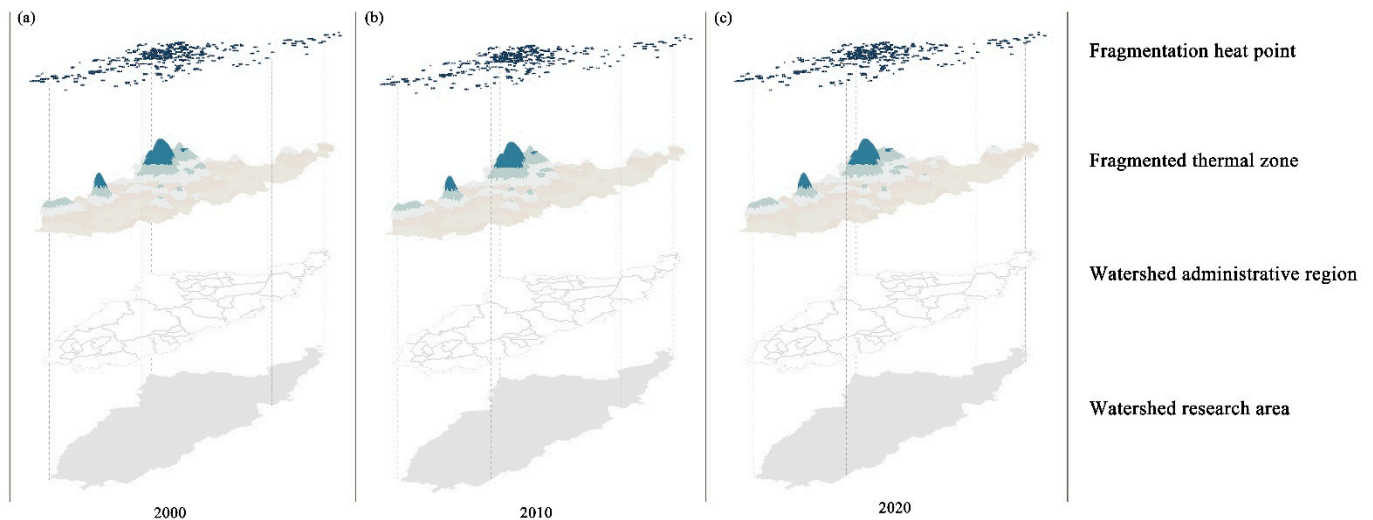 (a)
(b)
(c)
Fragmentation heat point
Fragmented thermal zone
Watershed administrative region
Watershed research area
2000
2010
2020